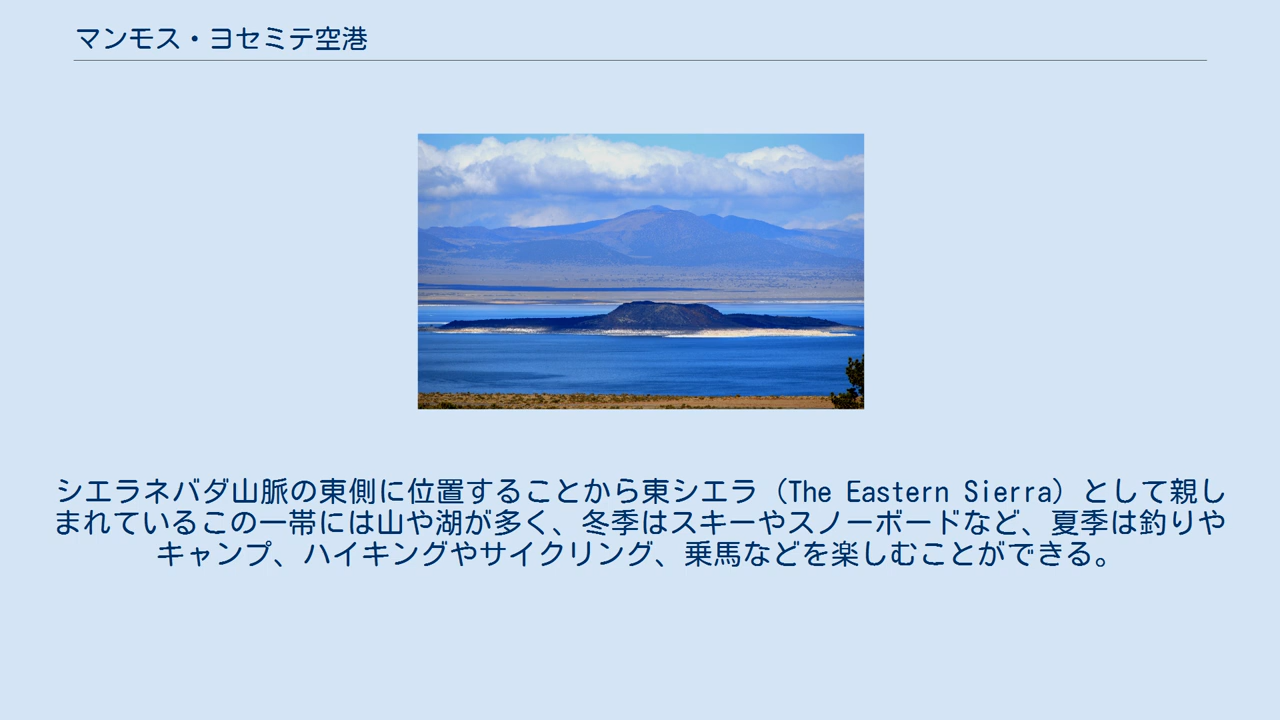 マンモス・ヨセミテ空港
シエラネバダ山脈の東側に位置することから東シエラ（The Eastern Sierra）として親し
まれているこの一帯には山や湖が多く、冬季はスキーやスノーボードなど、夏季は釣りや
キャンプ、ハイキングやサイクリング、乗馬などを楽しむことができる。